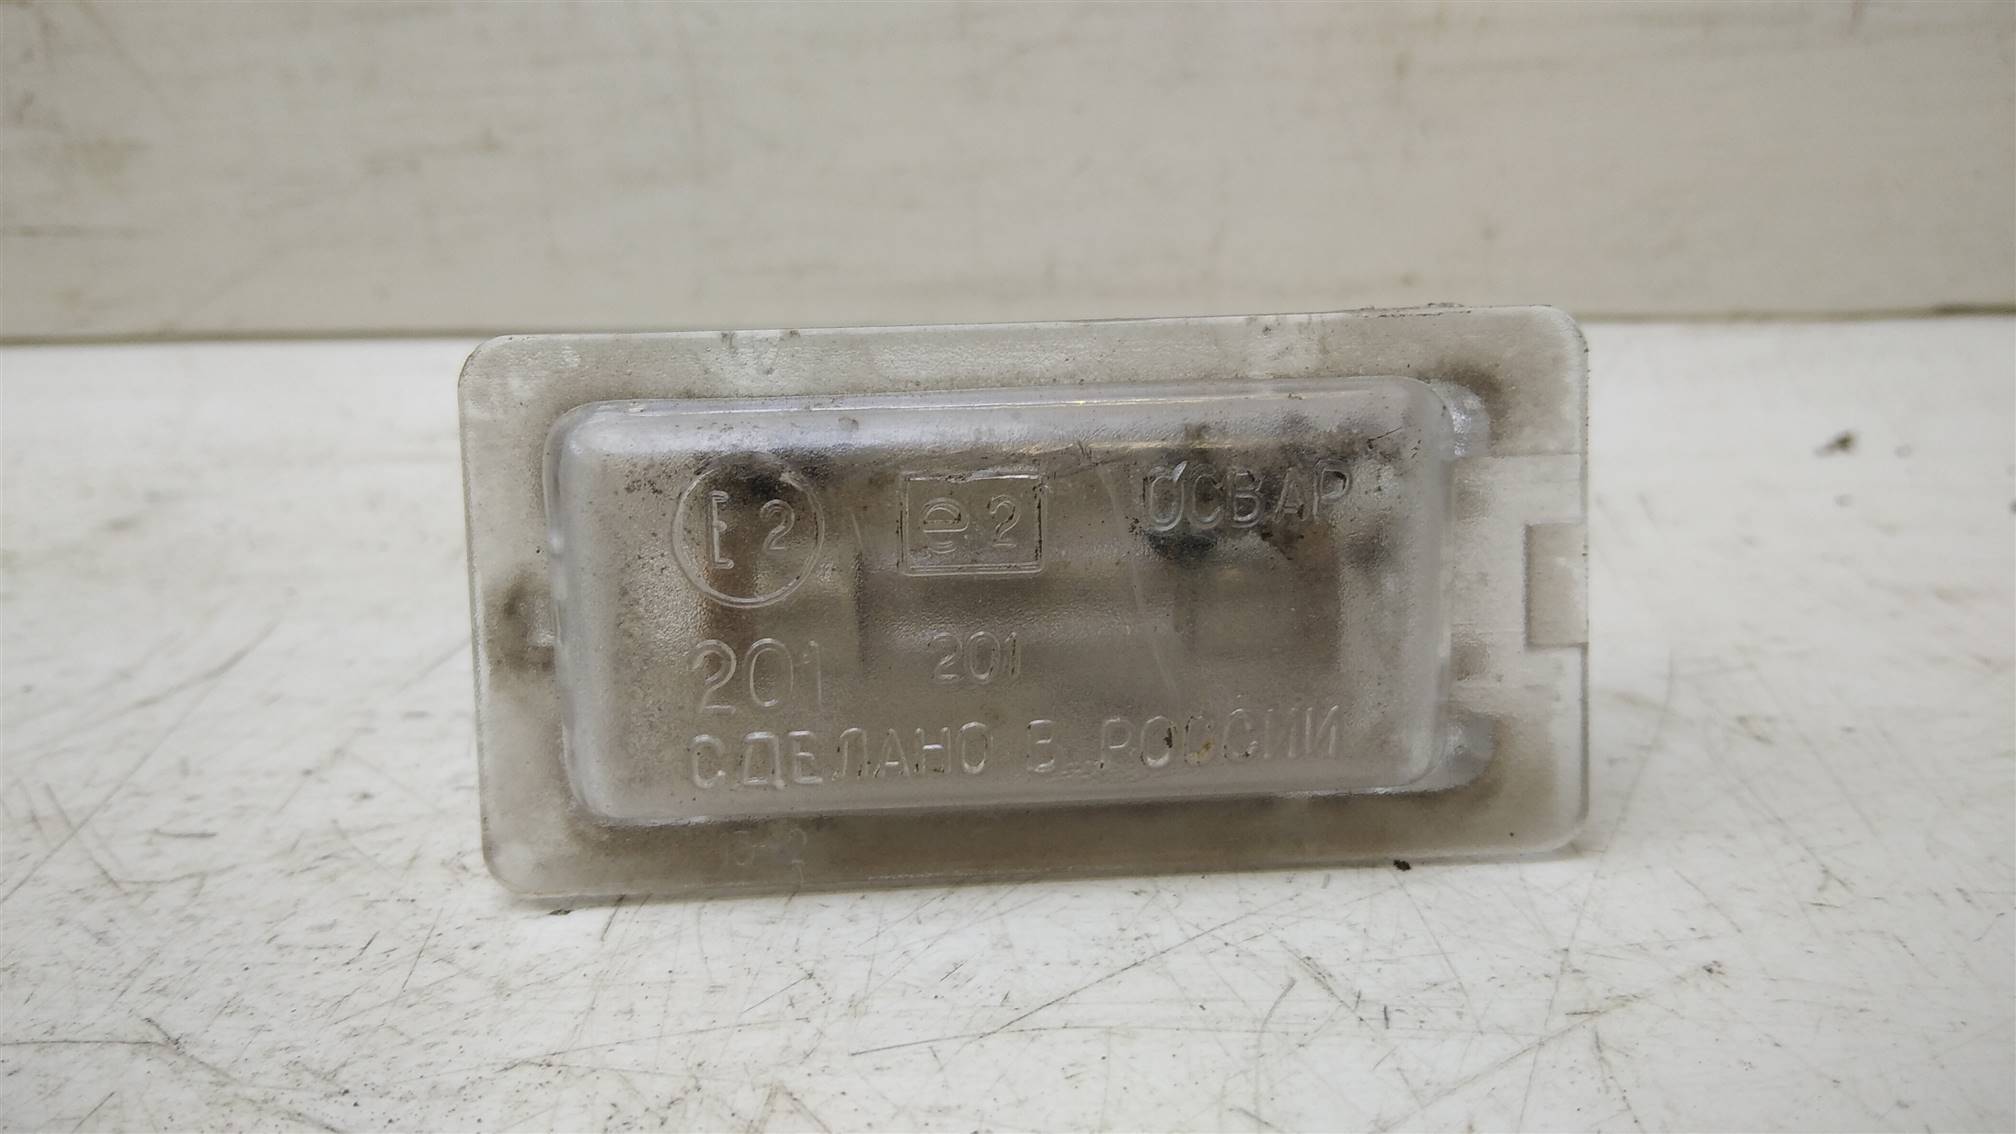 E2 e2 ОСВАР
201 201
СДЕЛАНО В РОССИИ